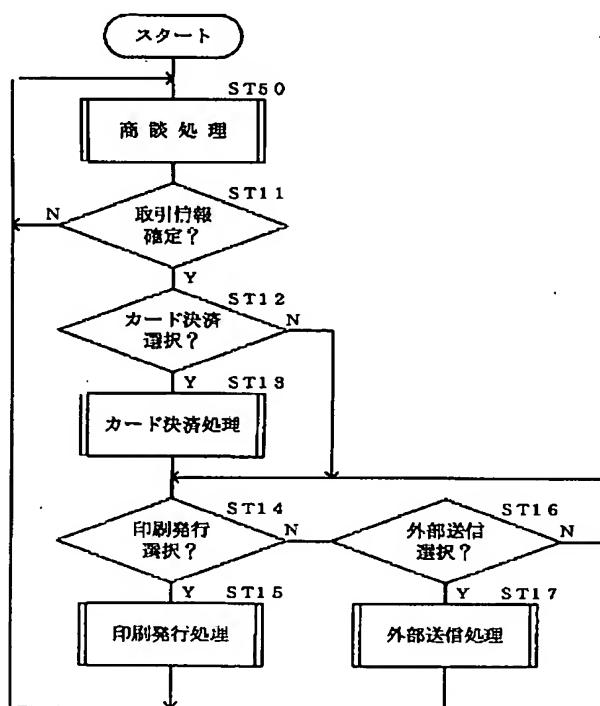 スタート
ST50
商談処理
ST11
取引情報
確定?
N
Y
ST12
カード決済
選択?
N
Y
ST13
カード決済処理
ST14
印刷発行
選択?
N
Y
ST16
外部送信
選択?
N
Y
ST15
印刷発行処理
ST17
外部送信処理